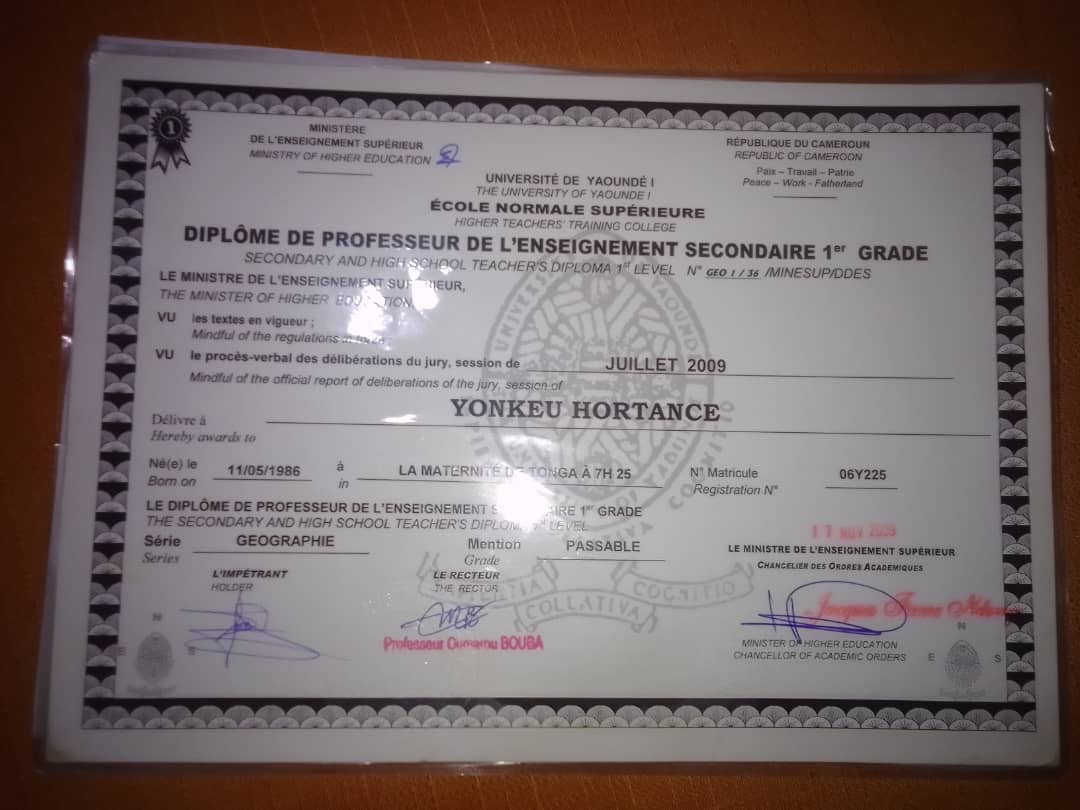 1
MINISTÈRE
DE L'ENSEIGNEMENT SUPÉRIEUR
MINISTRY OF HIGHER EDUCATION
RÉPUBLIQUE DU CAMEROUN
REPUBLIC OF CAMEROON
Paix – Travail – Patrie
Peace – Work - Fatherland
UNIVERSITÉ DE YAOUNDÉ I
THE UNIVERSITY OF YAOUNDE I
ÉCOLE NORMALE SUPÉRIEURE
HIGHER TEACHERS' TRAINING COLLEGE
DIPLÔME DE PROFESSEUR DE L'ENSEIGNEMENT SECONDAIRE 1er GRADE
SECONDARY AND HIGH SCHOOL TEACHER'S DIPLOMA 1st LEVEL N° GEO 1 / 36 /MINESUP/DDES
LE MINISTRE DE L'ENSEIGNEMENT SUPÉRIEUR,
THE MINISTER OF HIGHER EDUCATION,
VU les textes en vigueur ;
Mindful of the regulations in force ;
VU le procès-verbal des délibérations du jury, session de JUILLET 2009
Mindful of the official report of deliberations of the jury, session of
Délivre à YONKEU HORTANCE
Hereby awards to
Né(e) le 11/05/1986 à LA MATERNITÉ DE TONGA À 7H 25 N° Matricule 06Y225
Born on in Registration N°
LE DIPLÔME DE PROFESSEUR DE L'ENSEIGNEMENT SECONDAIRE 1er GRADE
THE SECONDARY AND HIGH SCHOOL TEACHER'S DIPLOMA 1st LEVEL
Série GEOGRAPHIE Mention PASSABLE
Series Grade
17 NOV 2009
LE MINISTRE DE L'ENSEIGNEMENT SUPÉRIEUR
CHANCELIER DES ORDRES ACADEMIQUES
L'IMPÉTRANT
HOLDER
LE RECTEUR
THE RECTOR
COLLATIVA
COGNITIO
Professeur Oumarou BOUBA
Jacques Fame Ndongo
MINISTER OF HIGHER EDUCATION
CHANCELLOR OF ACADEMIC ORDERS
E N S
E N S